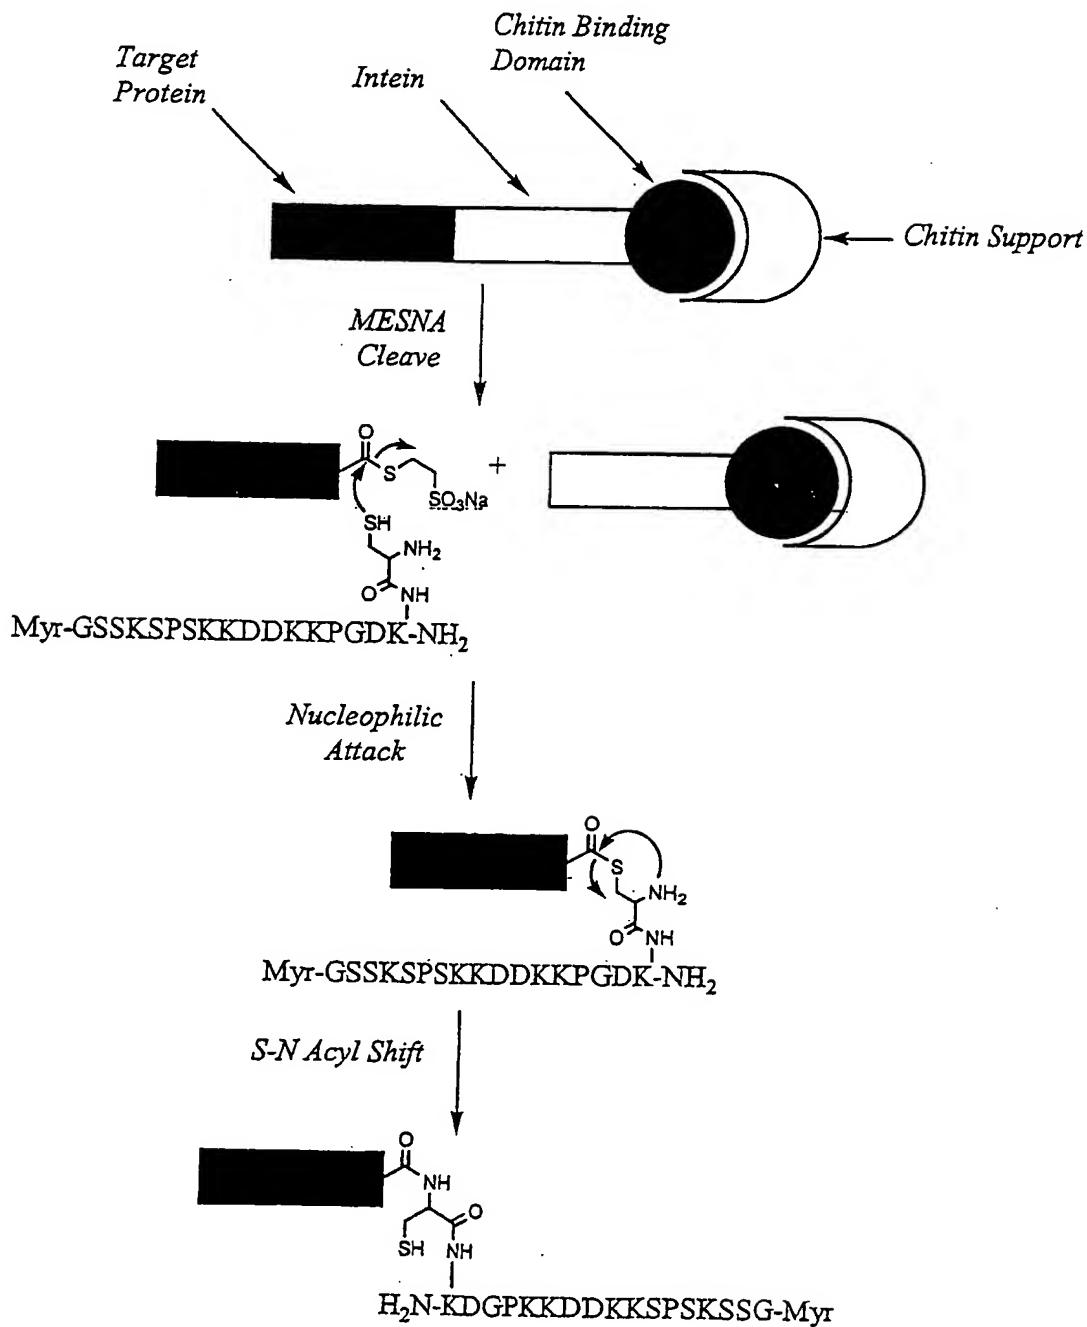 Chitin Binding
Domain
Target
Protein
Intein
Chitin Support
MESNA
Cleave
O
S
+
SO₃Na
SH
NH₂
O
NH
Myr-GSSKSPSKKDDKKPGDK-NH₂
Nucleophilic
Attack
O
S
NH₂
O
NH
Myr-GSSKSPSKKDDKKPGDK-NH₂
S-N Acyl Shift
O
NH
O
SH
NH
H₂N-KDGPKKDDKKSPSKSSG-Myr